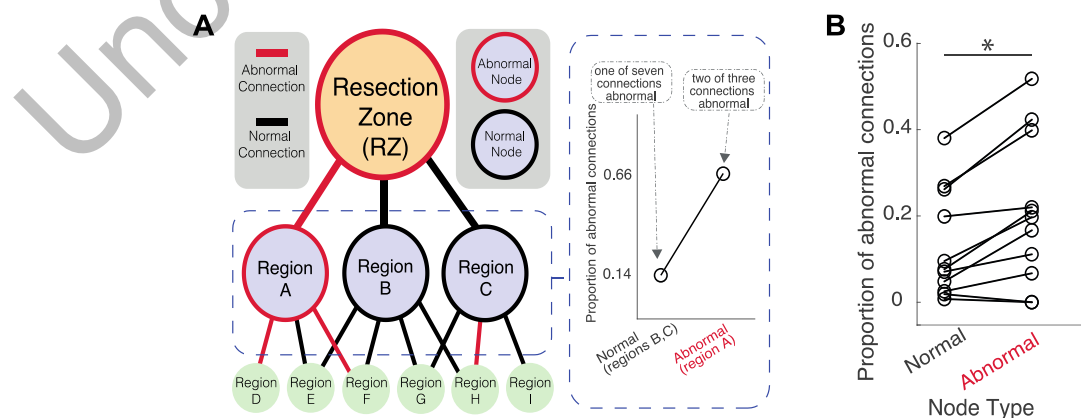 Unc
A
Abnormal
Connection
Normal
Connection
Resection
Zone
(RZ)
Abnormal
Node
Normal
Node
Region
A
Region
B
Region
C
Region
D
Region
E
Region
F
Region
G
Region
H
Region
I
one of seven
connections
abnormal
two of three
connections
abnormal
Proportion of abnormal connections
0.66
0.14
Normal
(regions B,C)
Abnormal
(region A)
B
Proportion of abnormal connections
0.6
0.4
0.2
0
*
Normal
Abnormal
Node Type